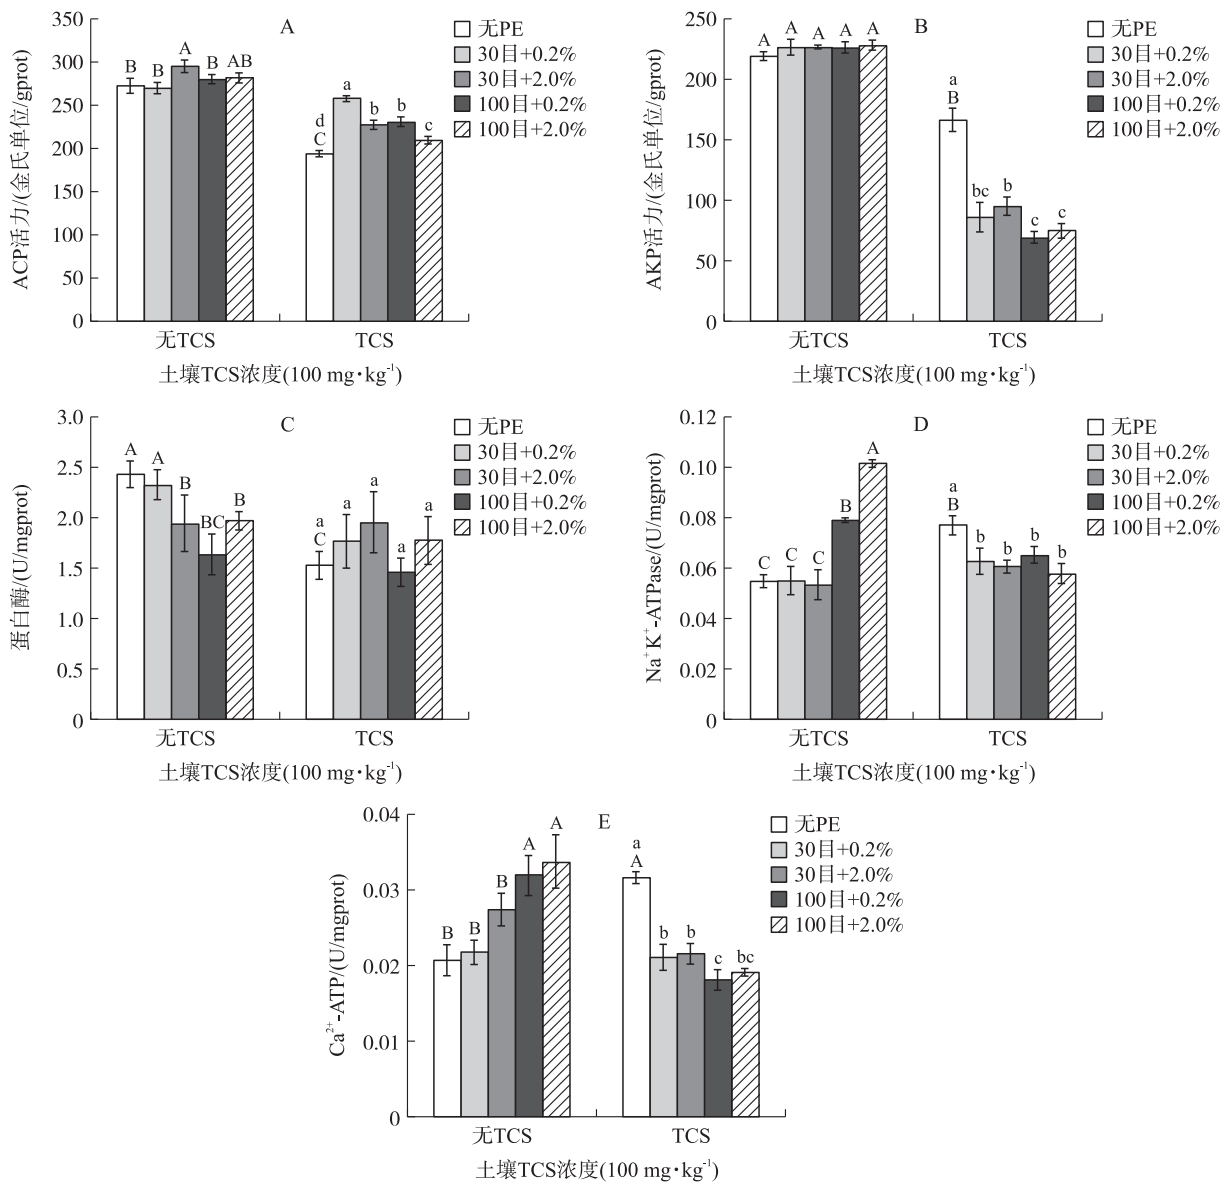 A
ACP活力/(金氏单位/gprot)
350
300
250
200
150
100
50
0
B B A B AB
d
C a b b c
无PE
30目+0.2%
30目+2.0%
100目+0.2%
100目+2.0%
无TCS TCS
土壤TCS浓度(100 mg·kg⁻¹)
B
AKP活力/(金氏单位/gprot)
250
200
150
100
50
0
A A A A A
a
B bc b c c
无PE
30目+0.2%
30目+2.0%
100目+0.2%
100目+2.0%
无TCS TCS
土壤TCS浓度(100 mg·kg⁻¹)
C
蛋白酶/(U/mgprot)
3.0
2.5
2.0
1.5
1.0
0.5
0
A A B BC B
a
C a a a a
无PE
30目+0.2%
30目+2.0%
100目+0.2%
100目+2.0%
无TCS TCS
土壤TCS浓度(100 mg·kg⁻¹)
D
Na⁺K⁺-ATPase/(U/mgprot)
0.12
0.10
0.08
0.06
0.04
0.02
0
C C C B A
a
B b b b b
无PE
30目+0.2%
30目+2.0%
100目+0.2%
100目+2.0%
无TCS TCS
土壤TCS浓度(100 mg·kg⁻¹)
E
Ca²⁺-ATP/(U/mgprot)
0.04
0.03
0.02
0.01
0
B B B A A
a
A b b c bc
无PE
30目+0.2%
30目+2.0%
100目+0.2%
100目+2.0%
无TCS TCS
土壤TCS浓度(100 mg·kg⁻¹)